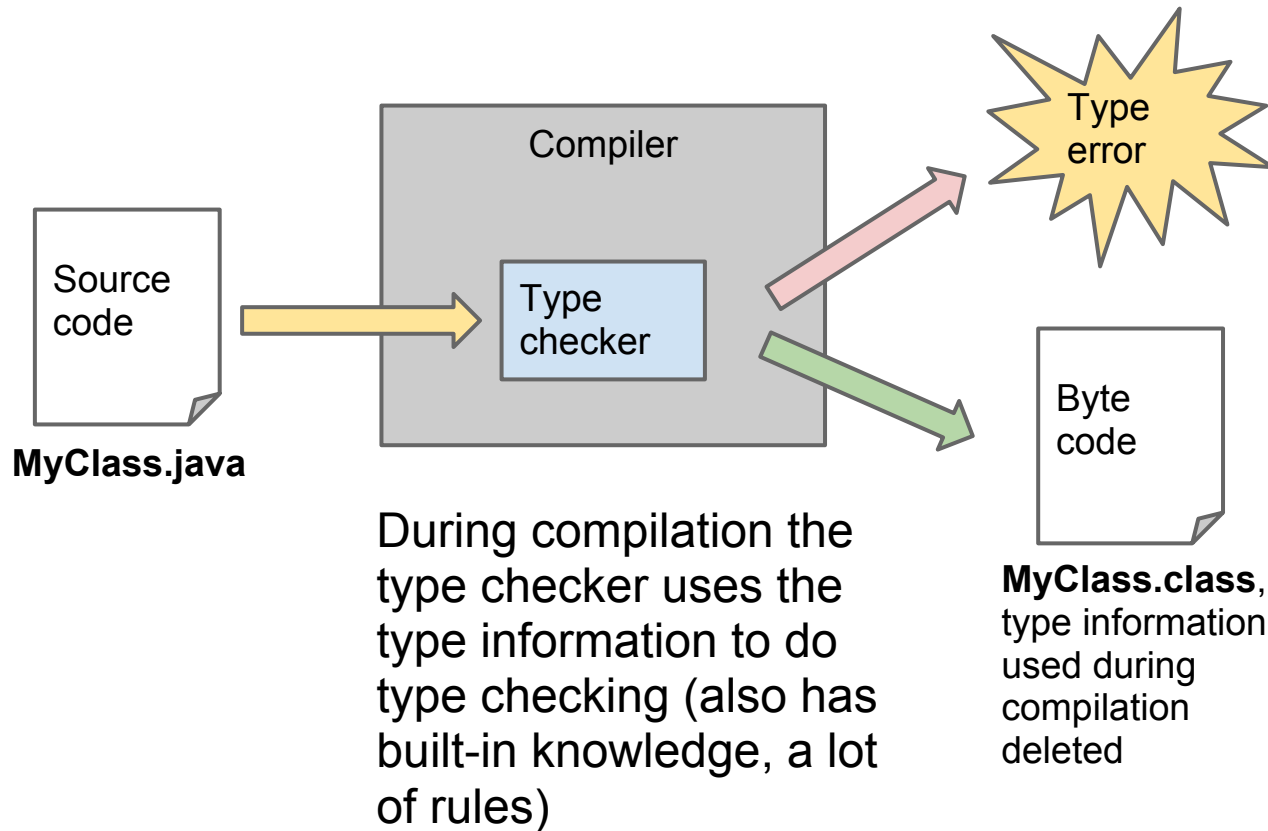 Compiler
Type
error
Source
code
Type
checker
Byte
code
MyClass.java
During compilation the
type checker uses the
type information to do
type checking (also has
built-in knowledge, a lot
of rules)
MyClass.class,
type information
used during
compilation
deleted